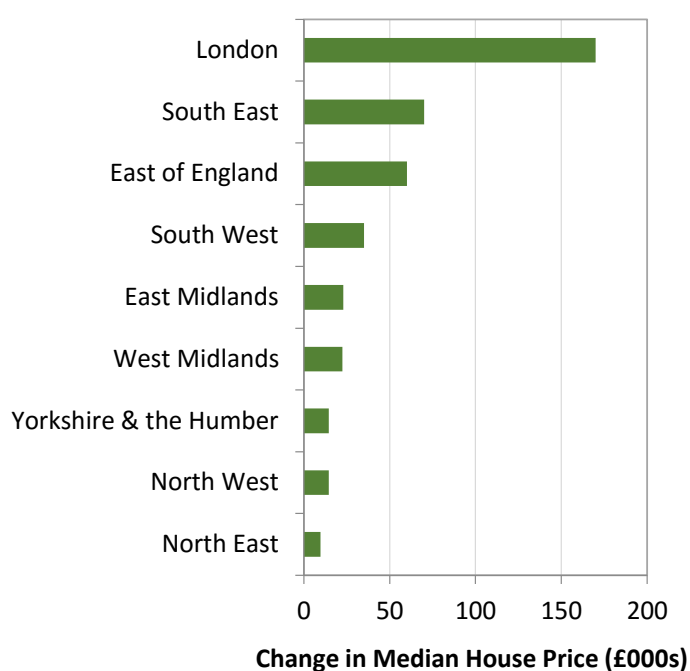 London
South East
East of England
South West
East Midlands
West Midlands
Yorkshire & the Humber
North West
North East
0 50 100 150 200
Change in Median House Price (£000s)